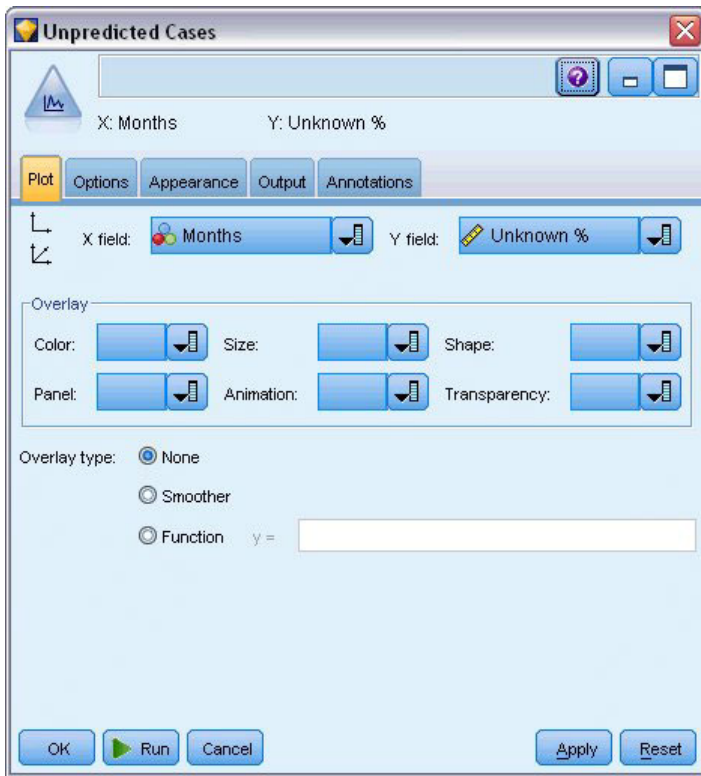 Unpredicted Cases
X: Months Y: Unknown %
Plot Options Appearance Output Annotations
X field: Months Y field: Unknown %
Overlay
Color: Size: Shape:
Panel: Animation: Transparency:
Overlay type: None
Smoother
Function y =
OK Run Cancel Apply Reset